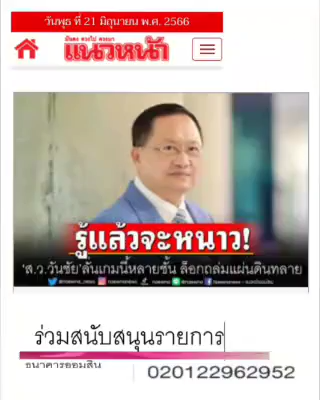 วันพุธ ที่ 21 มิถุนายน พ.ศ. 2566
แนวหน้า
รู้แล้วจะหนาว!
'ส.ว.วันชัย'ลั่นเกมนี้หลายชั้น ล็อกถล่มแผ่นดินทลาย
ร่วมสนับสนุนรายการ
ธนาคารออมสิน
020122962952